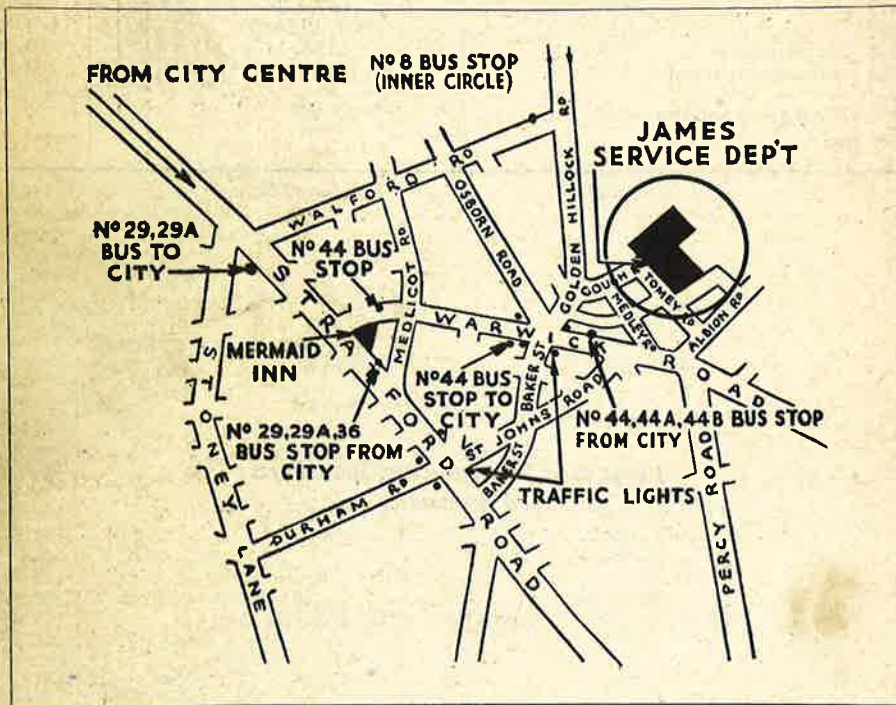 FROM CITY CENTRE
Nº 8 BUS STOP
(INNER CIRCLE)
JAMES
SERVICE DEP'T
WALFORD RD
MEDLICOT RD
OSBORN ROAD
GOLDEN HILLOCK RD
Nº 29,29A
BUS TO
CITY
Nº 44 BUS
STOP
STRATFORD ROAD
WARWICK ROAD
GOUGH
TOMEY RD
MEDLEY RD
ALBION RD
MERMAID
INN
Nº 44 BUS
STOP TO
CITY
BAKER ST
ST JOHNS ROAD
BAKER ST
Nº 44,44A,44B BUS STOP
FROM CITY
Nº 29,29A,36
BUS STOP FROM
CITY
TRAFFIC LIGHTS
STONEY LANE
DURHAM RD
PERCY ROAD